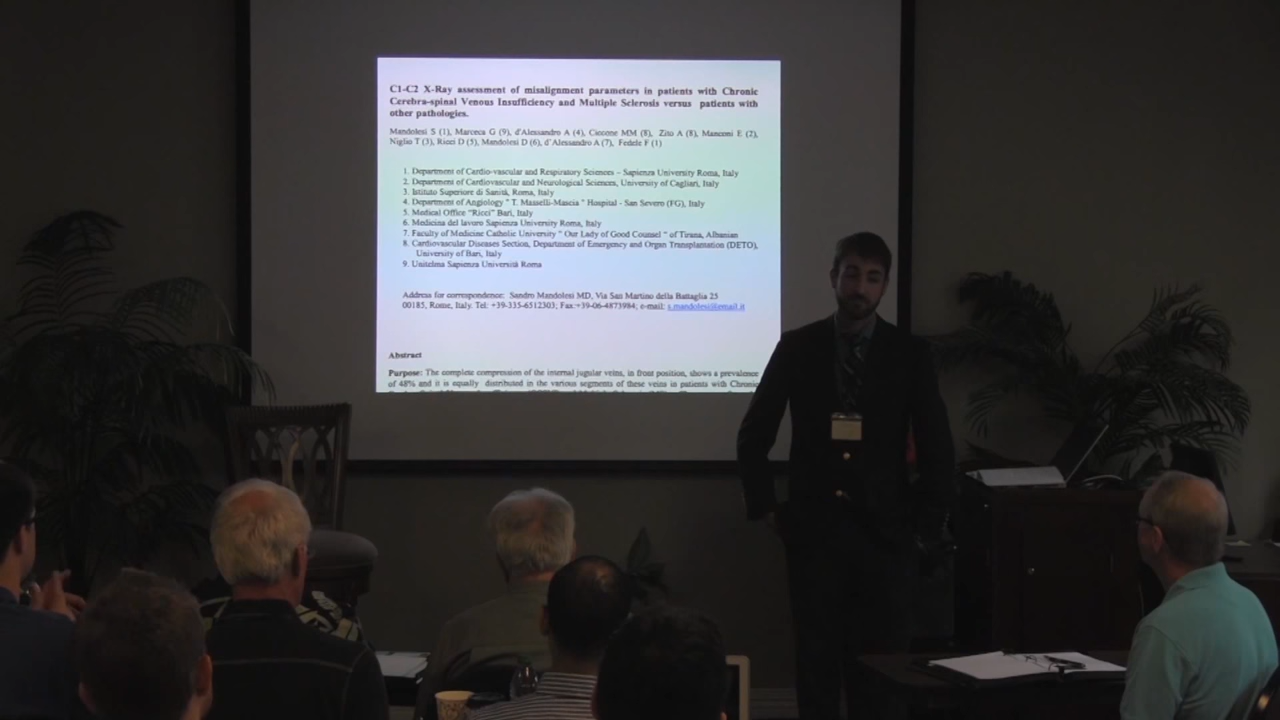 C1-C2 X-Ray assessment of misalignment parameters in patients with Chronic
Cerebra-spinal Venous Insufficiency and Multiple Sclerosis versus patients with
other pathologies.
Mandolesi S (1), Marceca G (9), d'Alessandro A (4), Ciccone MM (8), Zito A (8), Manconi E (2),
Niglio T (3), Ricci D (5), Mandolesi D (6), d'Alessandro A (7), Fedele F (1)
1. Department of Cardio-vascular and Respiratory Sciences – Sapienza University Roma, Italy
2. Department of Cardiovascular and Neurological Sciences, University of Cagliari, Italy
3. Istituto Superiore di Sanità, Roma, Italy
4. Department of Angiology " T. Masselli-Mascia " Hospital - San Severo (FG), Italy
5. Medical Office "Ricci" Bari, Italy
6. Medicina del lavoro Sapienza University Roma, Italy
7. Faculty of Medicine Catholic University " Our Lady of Good Counsel " of Tirana, Albanian
8. Cardiovascular Diseases Section, Department of Emergency and Organ Transplantation (DETO),
University of Bari, Italy
9. Unitelma Sapienza Università Roma
Address for correspondence: Sandro Mandolesi MD, Via San Martino della Battaglia 25
00185, Rome, Italy. Tel: +39-335-6512303; Fax:+39-06-4873984; e-mail: s.mandolesi@email.it
Abstract
Purpose: The complete compression of the internal jugular veins, in front position, shows a prevalence
of 48% and it is equally distributed in the various segments of these veins in patients with Chronic